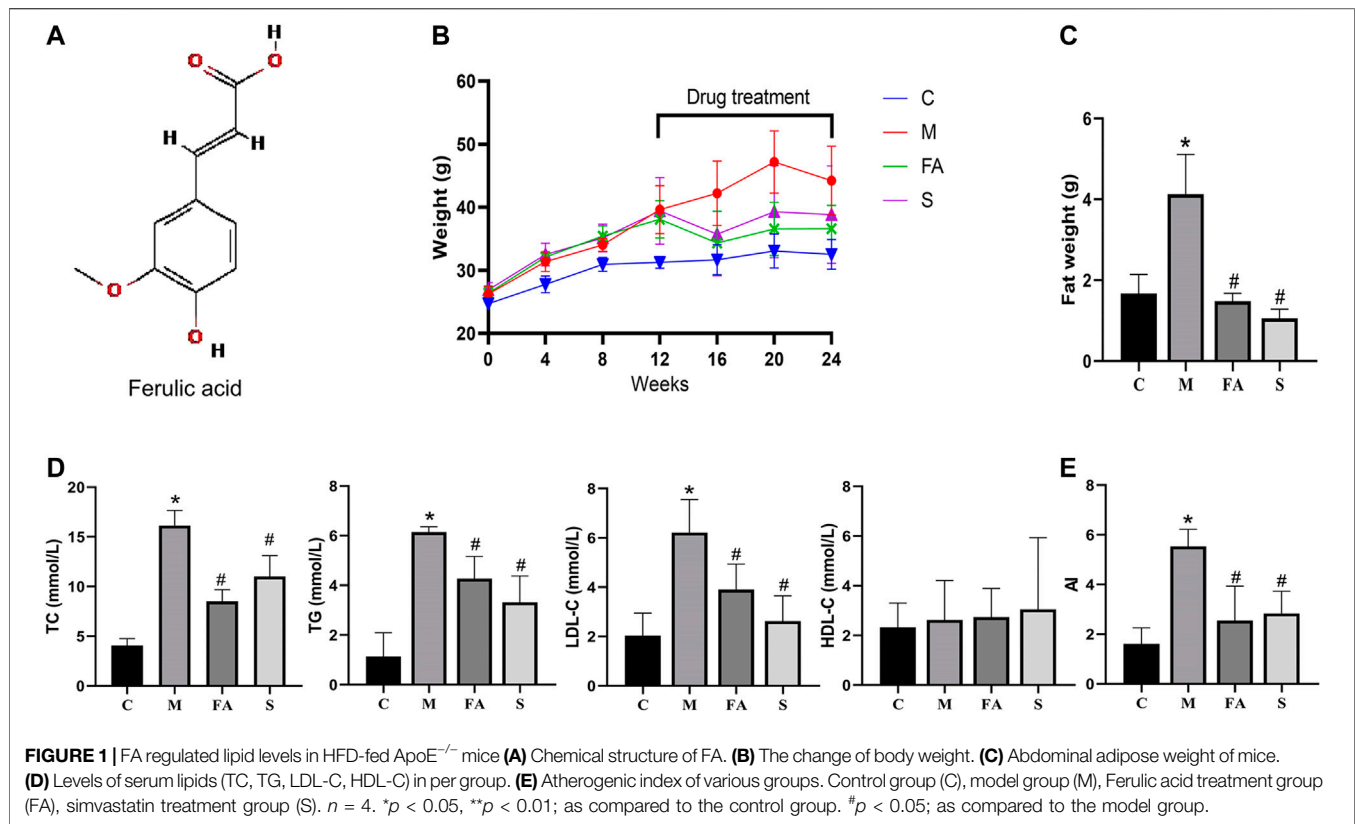 A
H
O
O
H
H
O
O
H
Ferulic acid
B
Drug treatment
Weight (g)
60
50
40
30
20
0 4 8 12 16 20 24
Weeks
C
M
FA
S
C
Fat weight (g)
6
4
2
0
*
#
#
C M FA S
D
TC (mmol/L)
20
15
10
5
0
*
#
#
C M FA S
TG (mmol/L)
8
6
4
2
0
*
#
#
C M FA S
LDL-C (mmol/L)
8
6
4
2
0
*
#
#
C M FA S
HDL-C (mmol/L)
8
6
4
2
0
C M FA S
E
AI
8
6
4
2
0
*
#
#
C M FA S
FIGURE 1 | FA regulated lipid levels in HFD-fed ApoE−/− mice (A) Chemical structure of FA. (B) The change of body weight. (C) Abdominal adipose weight of mice.
(D) Levels of serum lipids (TC, TG, LDL-C, HDL-C) in per group. (E) Atherogenic index of various groups. Control group (C), model group (M), Ferulic acid treatment group
(FA), simvastatin treatment group (S). n = 4. *p < 0.05, **p < 0.01; as compared to the control group. #p < 0.05; as compared to the model group.